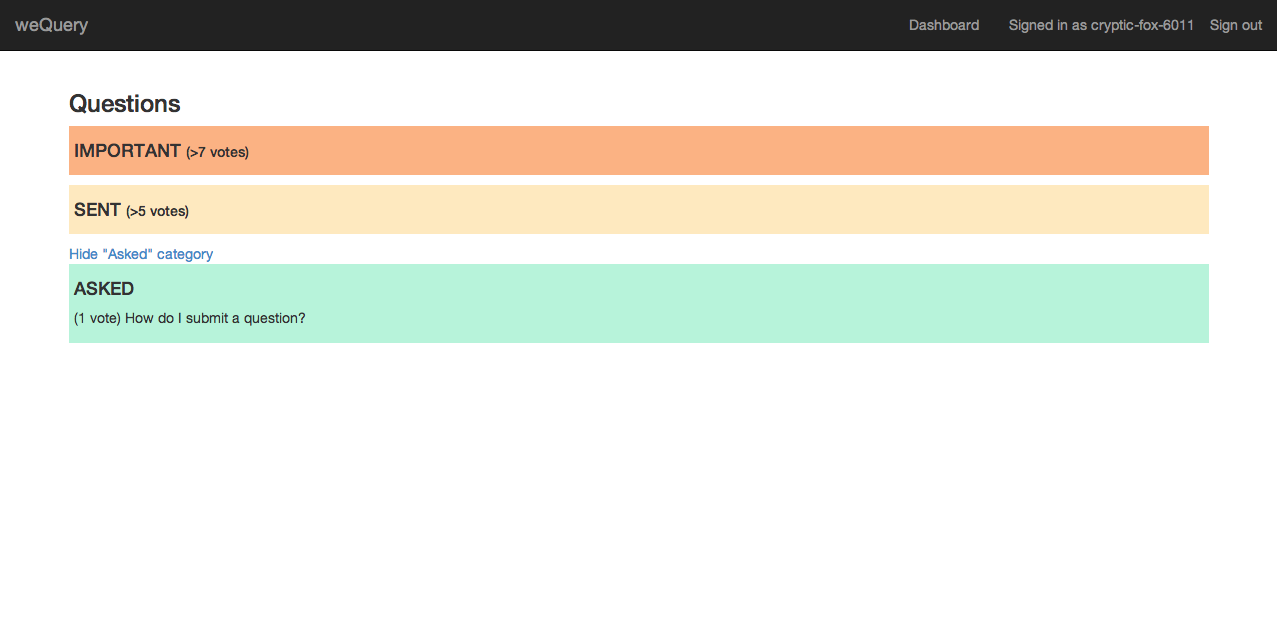 weQuery Dashboard Signed in as cryptic-fox-6011 Sign out
Questions
IMPORTANT (>7 votes)
SENT (>5 votes)
Hide "Asked" category
ASKED
(1 vote) How do I submit a question?